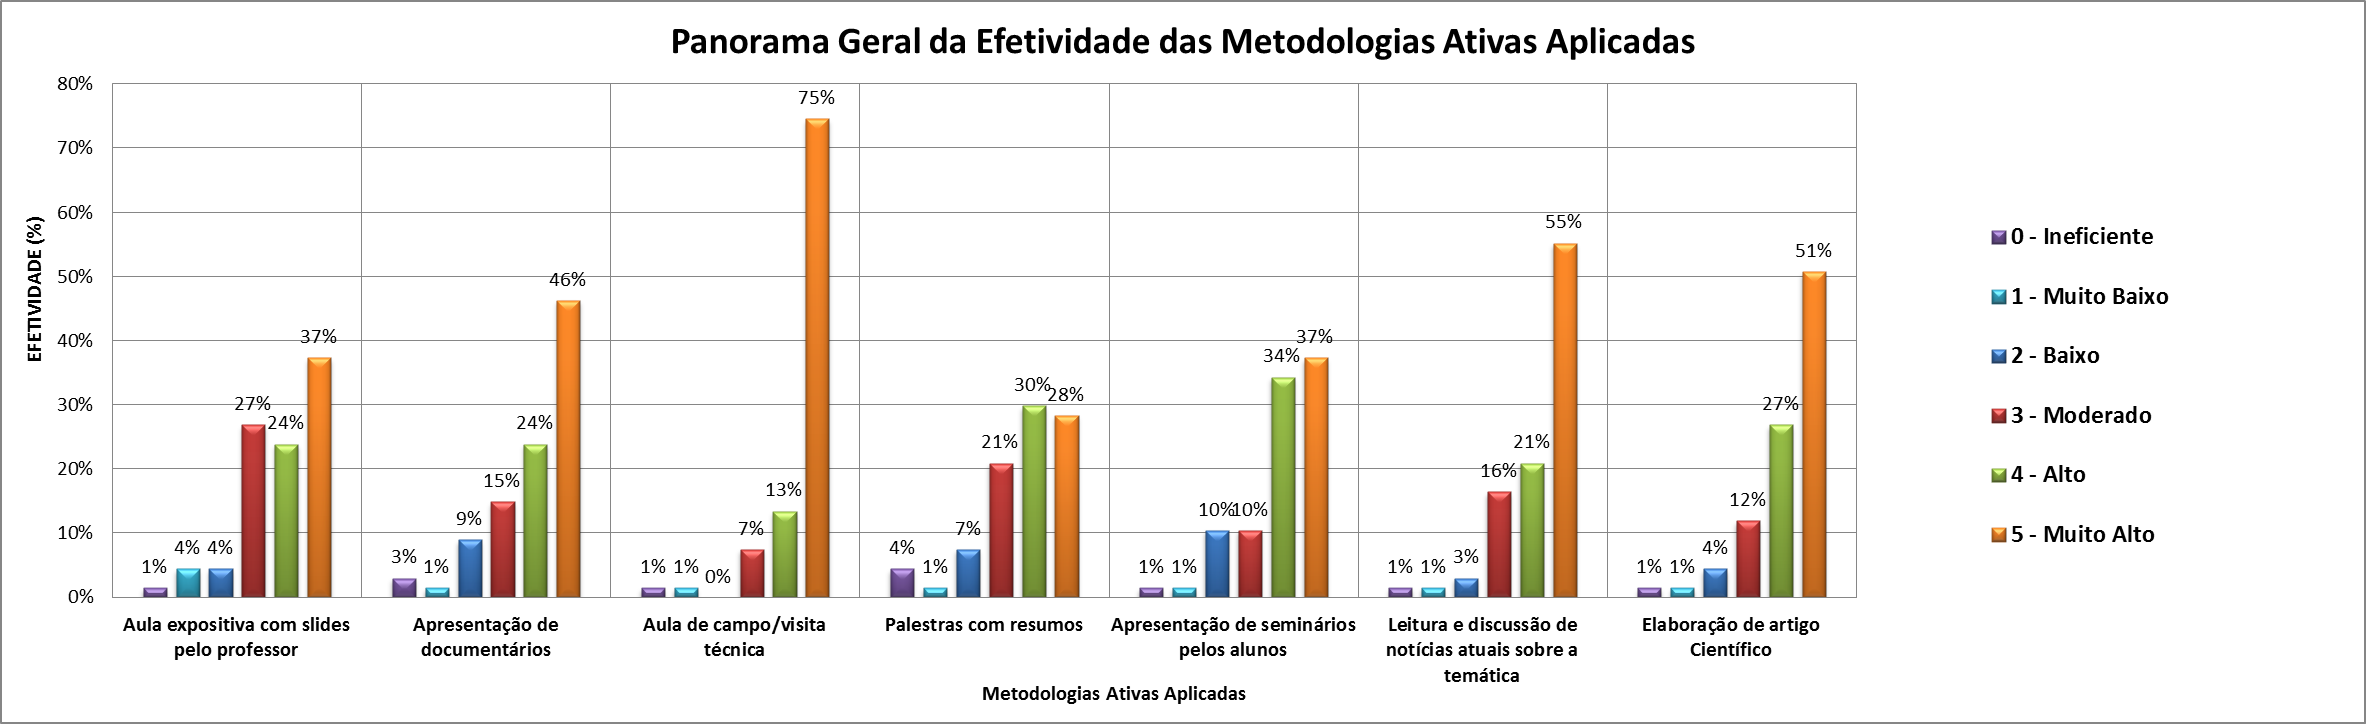 Panorama Geral da Efetividade das Metodologias Ativas Aplicadas
EFETIVIDADE (%)
80%
70%
60%
50%
40%
30%
20%
10%
0%
1% 4% 4% 27% 24% 37%
3% 1% 9% 15% 24% 46%
1% 1% 0% 7% 13% 75%
4% 1% 7% 21% 30% 28%
1% 1% 10% 10% 34% 37%
1% 1% 3% 16% 21% 55%
1% 1% 4% 12% 27% 51%
Aula expositiva com slides
pelo professor
Apresentação de
documentários
Aula de campo/visita
técnica
Palestras com resumos
Apresentação de seminários
pelos alunos
Leitura e discussão de
notícias atuais sobre a
temática
Elaboração de artigo
Científico
Metodologias Ativas Aplicadas
0 - Ineficiente
1 - Muito Baixo
2 - Baixo
3 - Moderado
4 - Alto
5 - Muito Alto